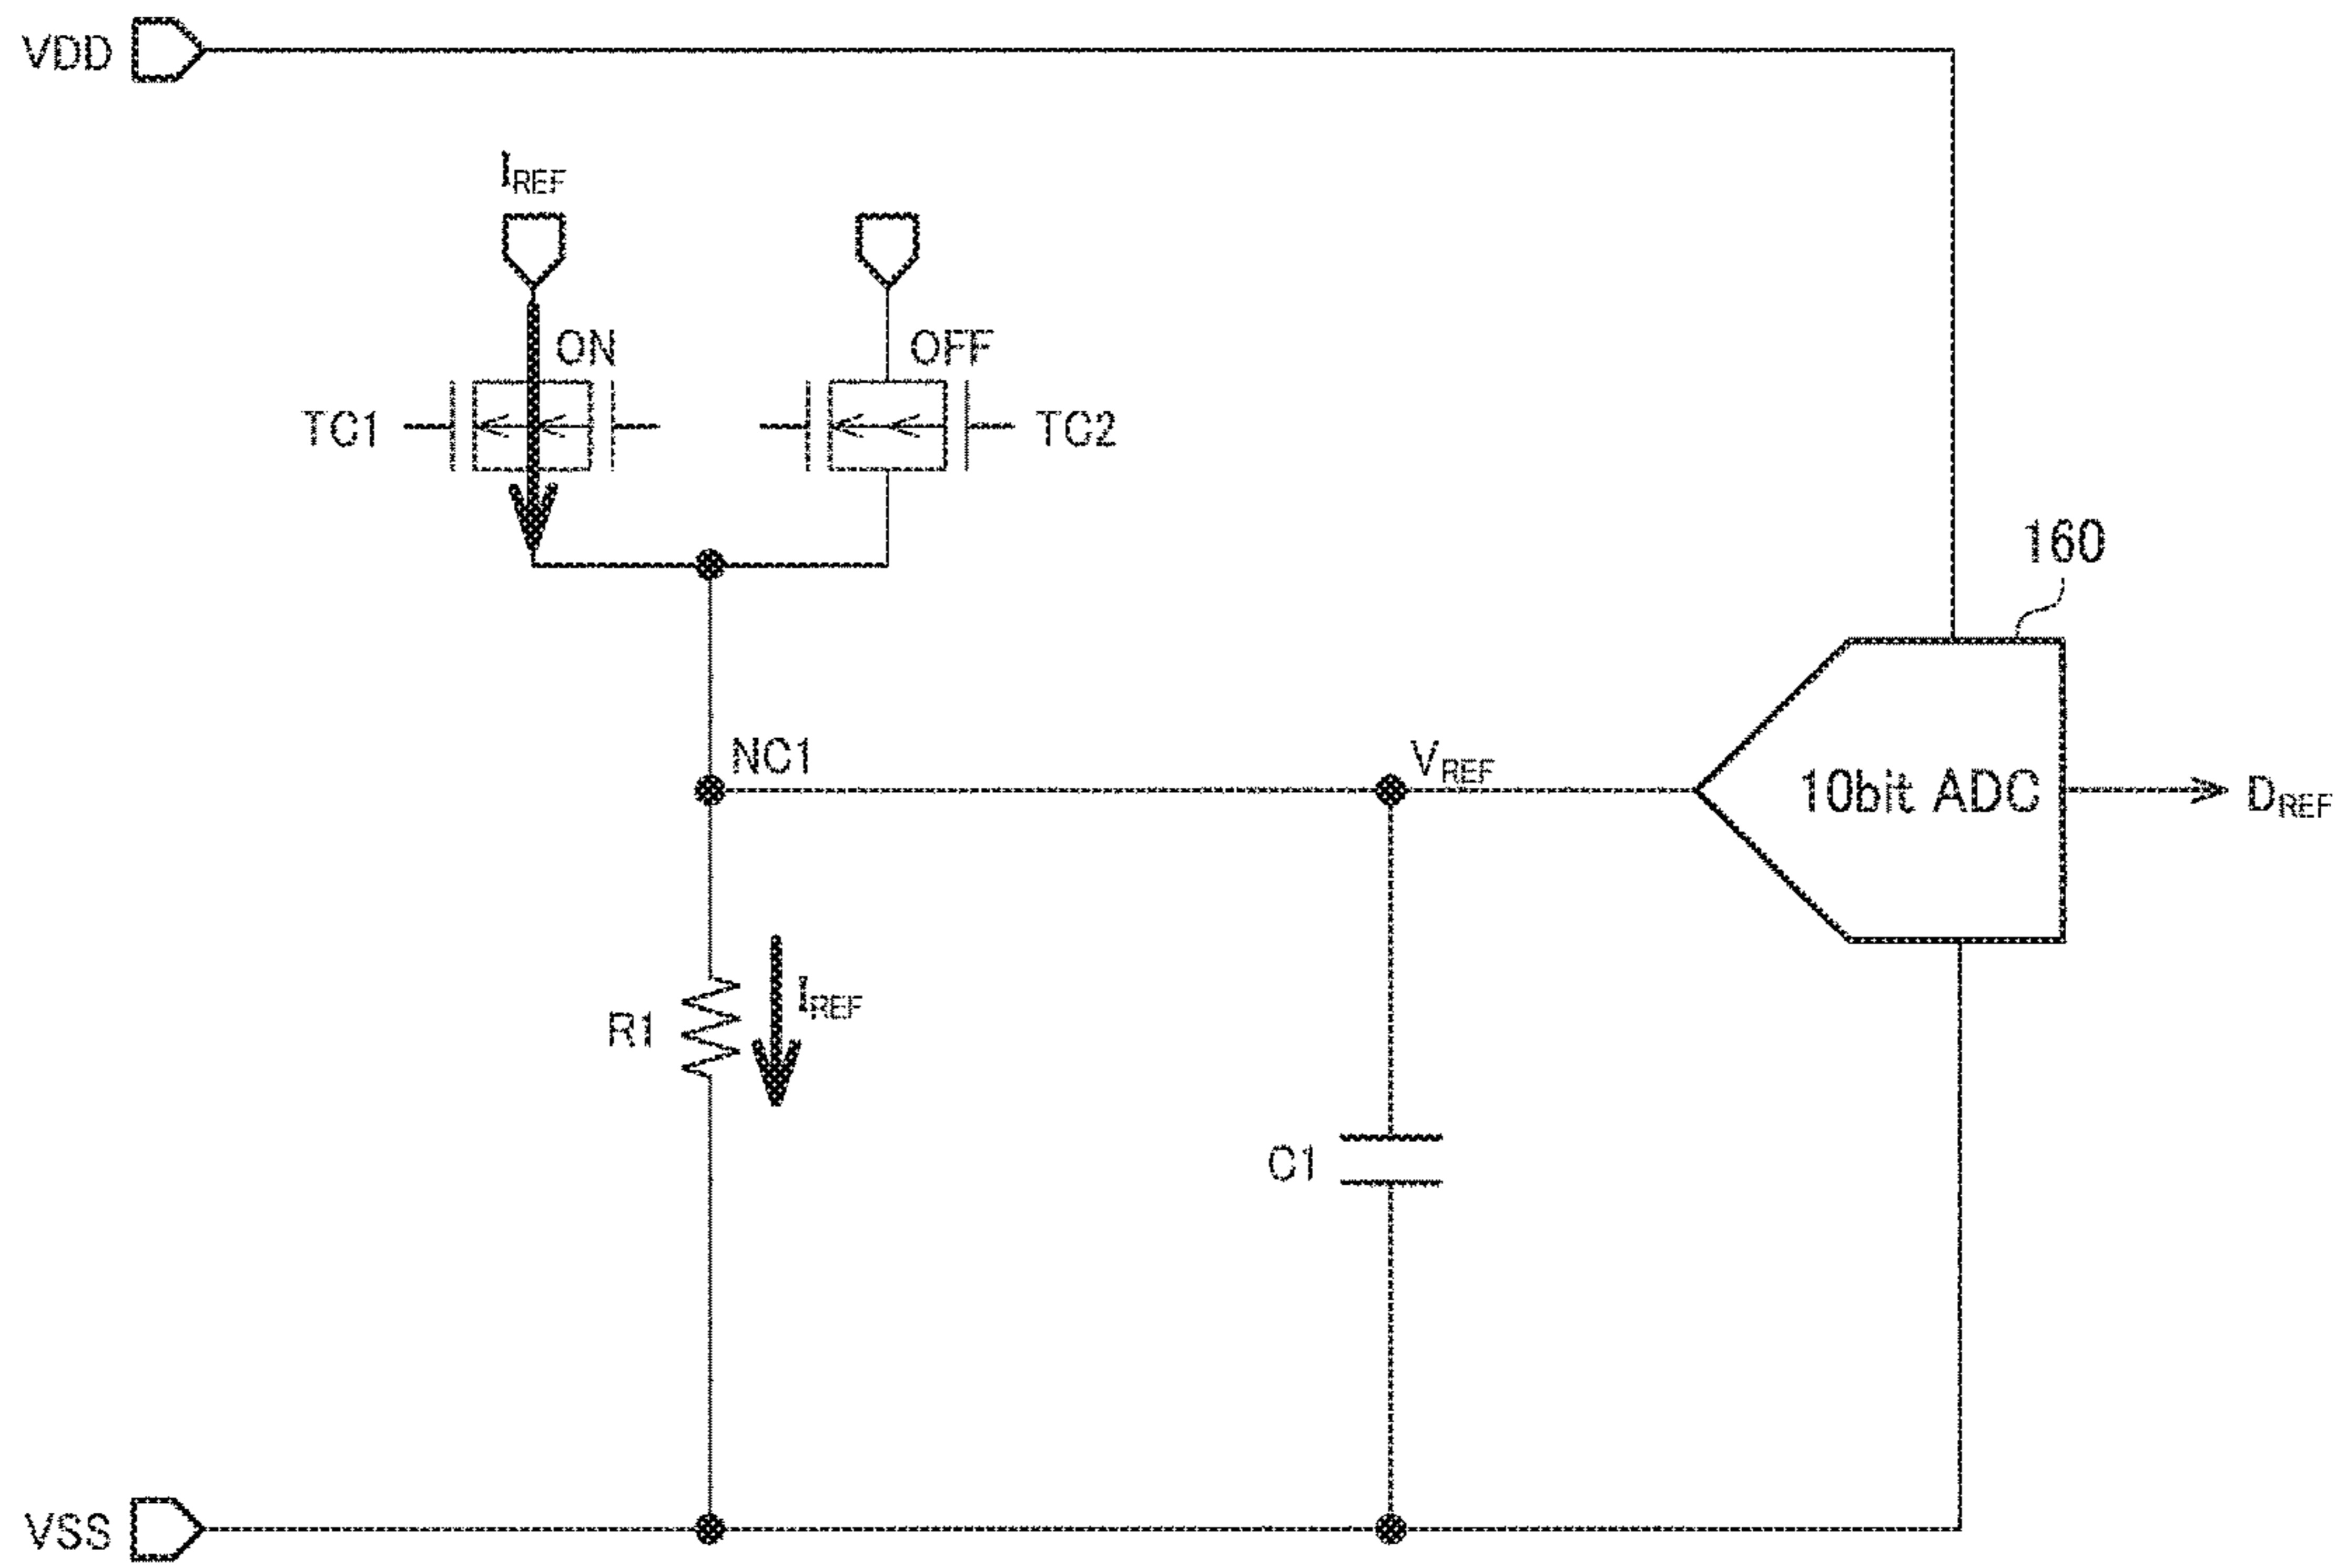 VDD
IREF
ON
OFF
TC1
TC2
160
NC1
VREF
10bit ADC
DREF
R1
IREF
C1
VSS